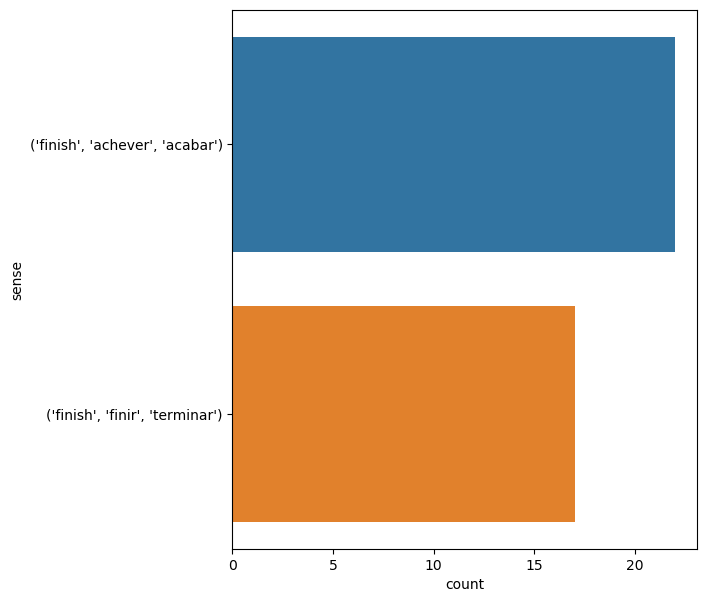 ('finish', 'achever', 'acabar')
sense
('finish', 'finir', 'terminar')
0 5 10 15 20
count